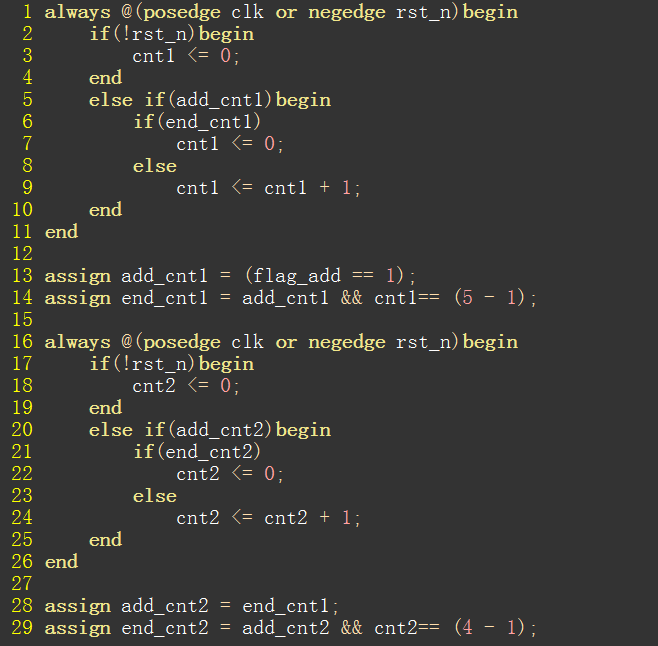 1 always @(posedge clk or negedge rst_n)begin
2     if(!rst_n)begin
3         cnt1 <= 0;
4     end
5     else if(add_cnt1)begin
6         if(end_cnt1)
7             cnt1 <= 0;
8         else
9             cnt1 <= cnt1 + 1;
10     end
11 end
12
13 assign add_cnt1 = (flag_add == 1);
14 assign end_cnt1 = add_cnt1 && cnt1== (5 - 1);
15
16 always @(posedge clk or negedge rst_n)begin
17     if(!rst_n)begin
18         cnt2 <= 0;
19     end
20     else if(add_cnt2)begin
21         if(end_cnt2)
22             cnt2 <= 0;
23         else
24             cnt2 <= cnt2 + 1;
25     end
26 end
27
28 assign add_cnt2 = end_cnt1;
29 assign end_cnt2 = add_cnt2 && cnt2== (4 - 1);